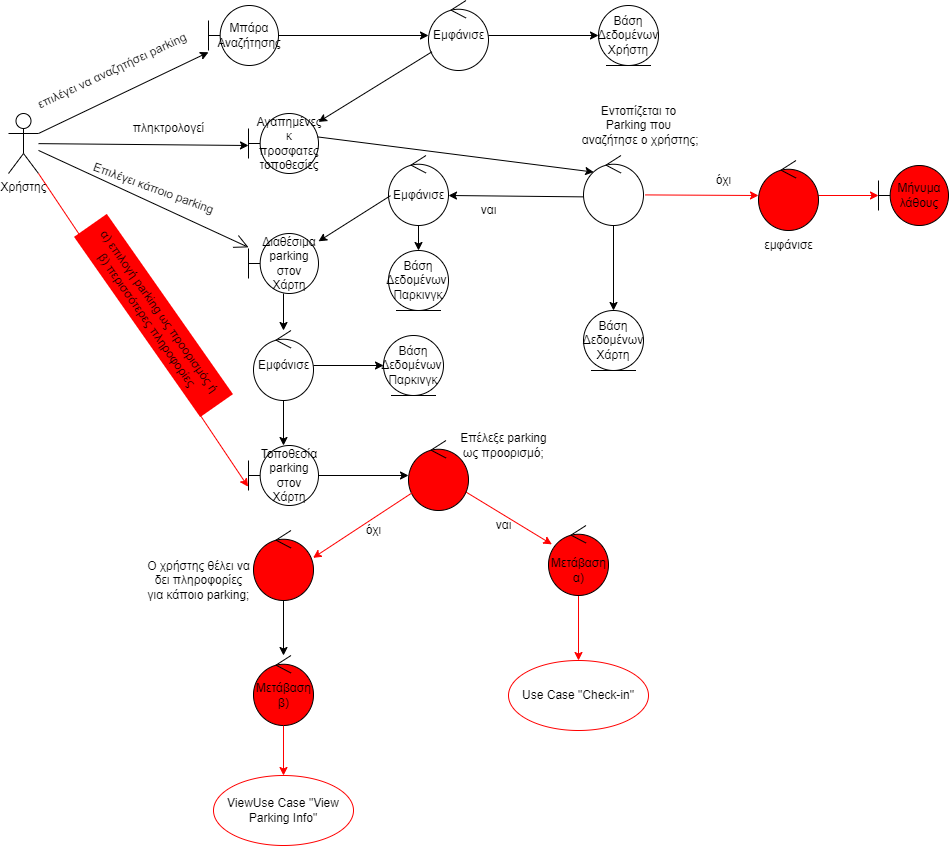 Μπάρα
Αναζήτησης
Εμφάνισε
Βάση
Δεδομένων
Χρήστη
επιλέγει να αναζητήσει parking
Χρήστης
πληκτρολογεί
Αγαπημένες
κ
προσφατες
τοποθεσίες
Εντοπίζεται το
Parking που
αναζήτησε ο χρήστης;
Επιλέγει κάποιο parking
Εμφάνισε
ναι
όχι
εμφάνισε
Μήνυμα
λάθους
Διαθέσιμα
parking
στον
Χάρτη
Βάση
Δεδομένων
Παρκινγκ
Βάση
Δεδομένων
Χάρτη
α) επιλογή parking ως προορισμος ή
β) περισσότερες πληροφορίες
Εμφάνισε
Βάση
Δεδομένων
Παρκινγκ
Τοποθεσία
parking
στον
Χάρτη
Επέλεξε parking
ως προορισμό;
όχι
ναι
Ο χρήστης θέλει να
δει πληροφορίες
για κάποιο parking;
Μετάβαση
α)
Μετάβαση
β)
Use Case "Check-in"
ViewUse Case "View
Parking Info"